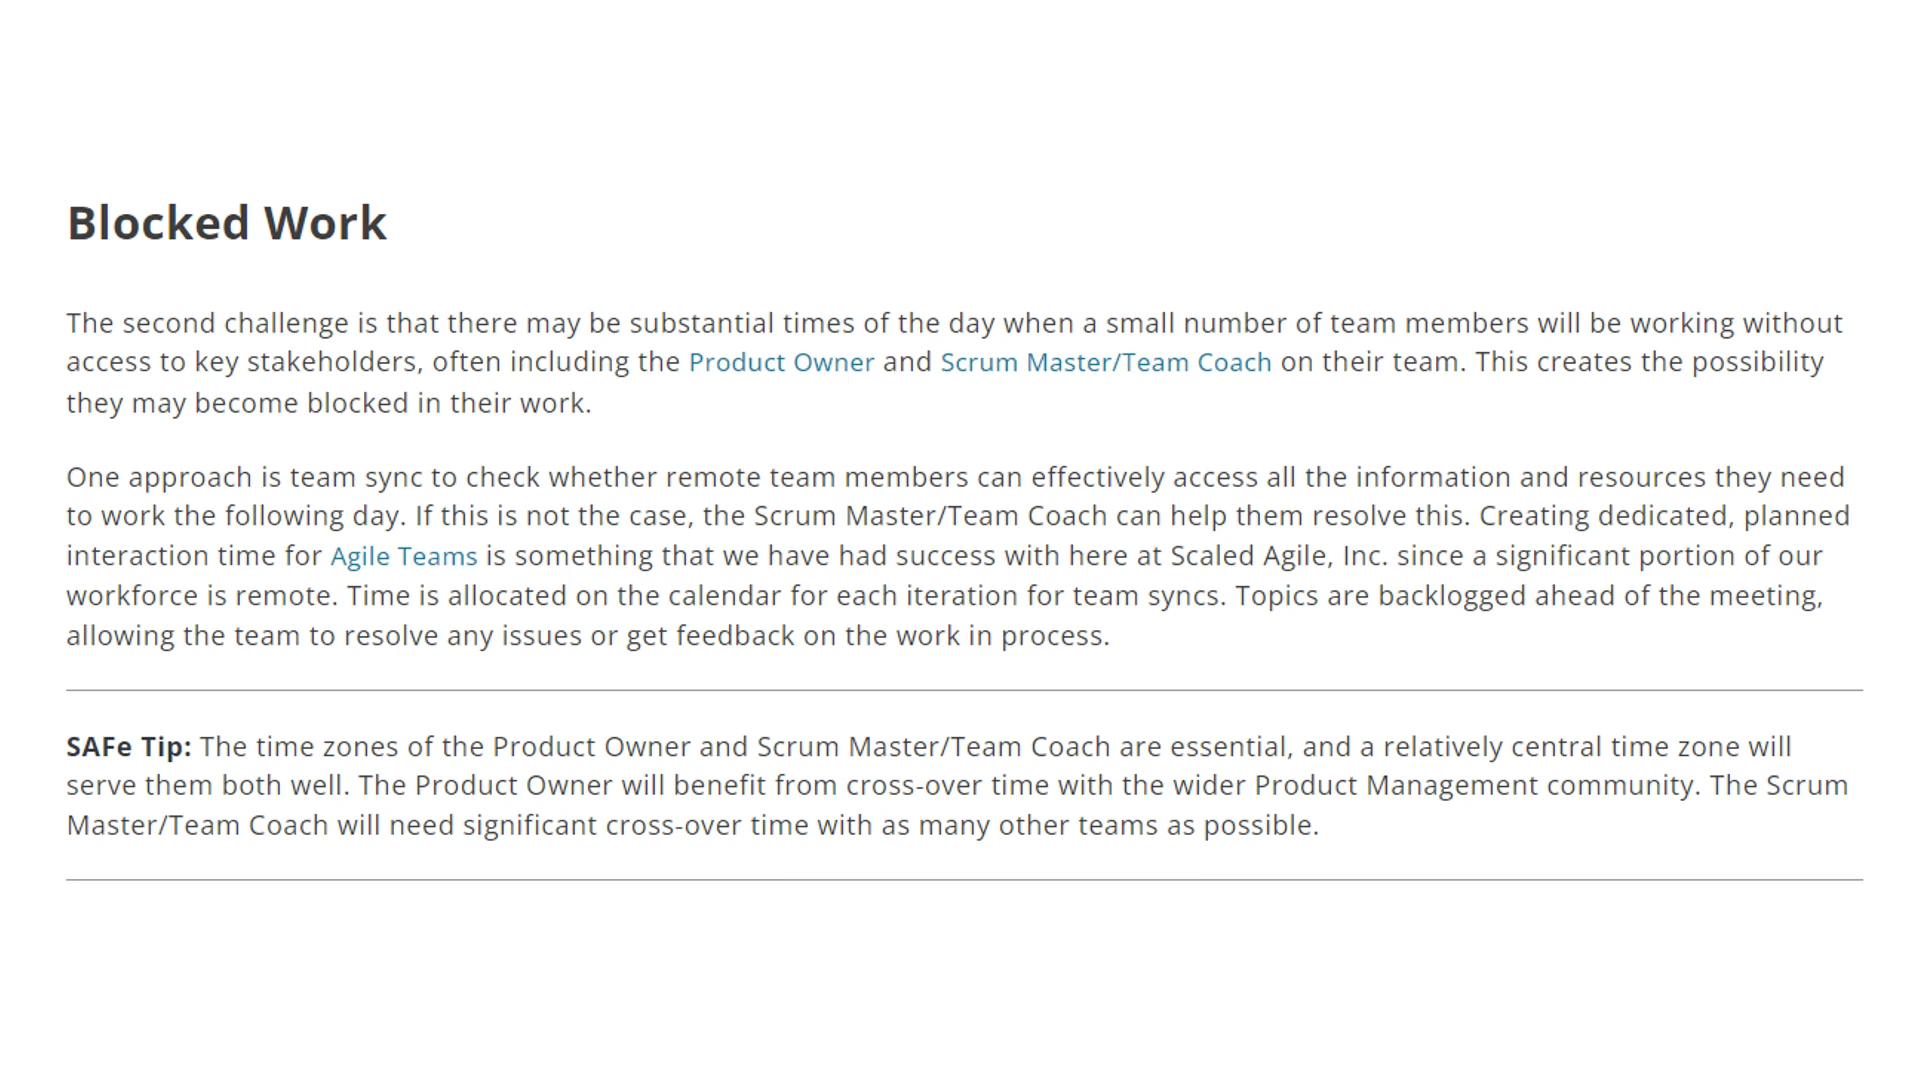 Blocked Work
The second challenge is that there may be substantial times of the day when a small number of team members will be working without
access to key stakeholders, often including the Product Owner and Scrum Master/Team Coach on their team. This creates the possibility
they may become blocked in their work.
One approach is team sync to check whether remote team members can effectively access all the information and resources they need
to work the following day. If this is not the case, the Scrum Master/Team Coach can help them resolve this. Creating dedicated, planned
interaction time for Agile Teams is something that we have had success with here at Scaled Agile, Inc. since a significant portion of our
workforce is remote. Time is allocated on the calendar for each iteration for team syncs. Topics are backlogged ahead of the meeting,
allowing the team to resolve any issues or get feedback on the work in process.
SAFe Tip: The time zones of the Product Owner and Scrum Master/Team Coach are essential, and a relatively central time zone will
serve them both well. The Product Owner will benefit from cross-over time with the wider Product Management community. The Scrum
Master/Team Coach will need significant cross-over time with as many other teams as possible.